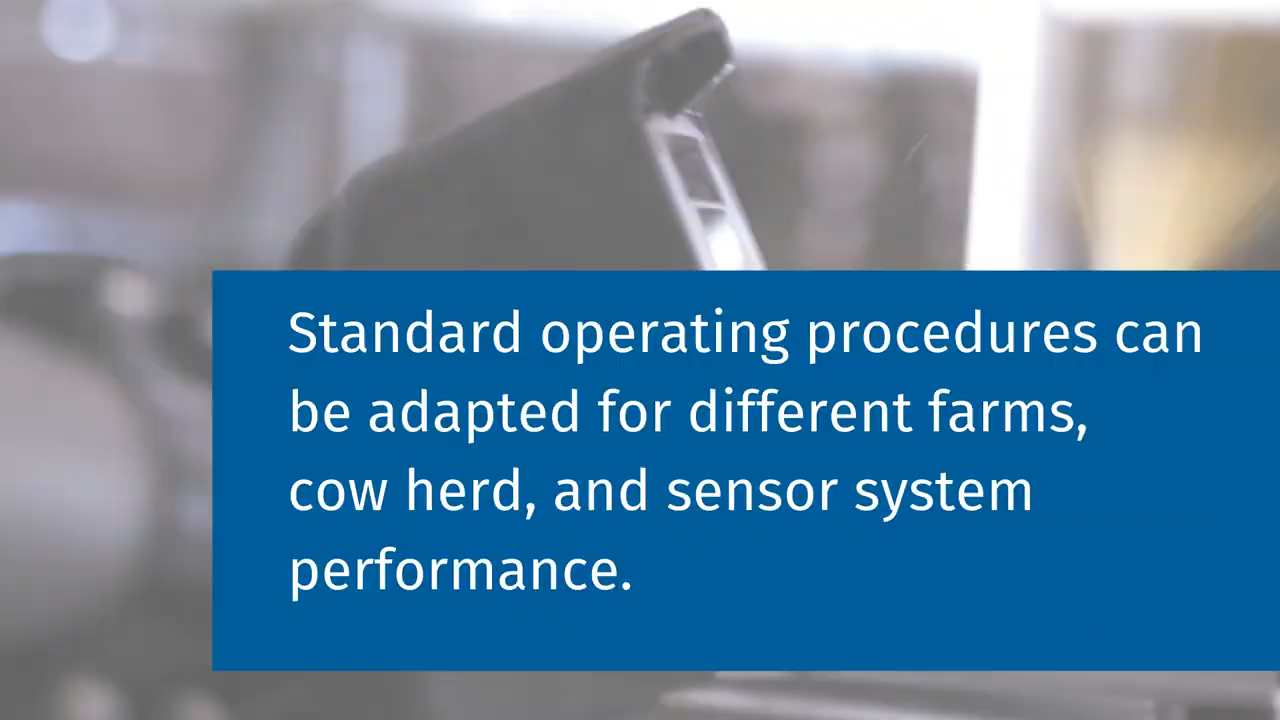 Standard operating procedures can
be adapted for different farms,
cow herd, and sensor system
performance.